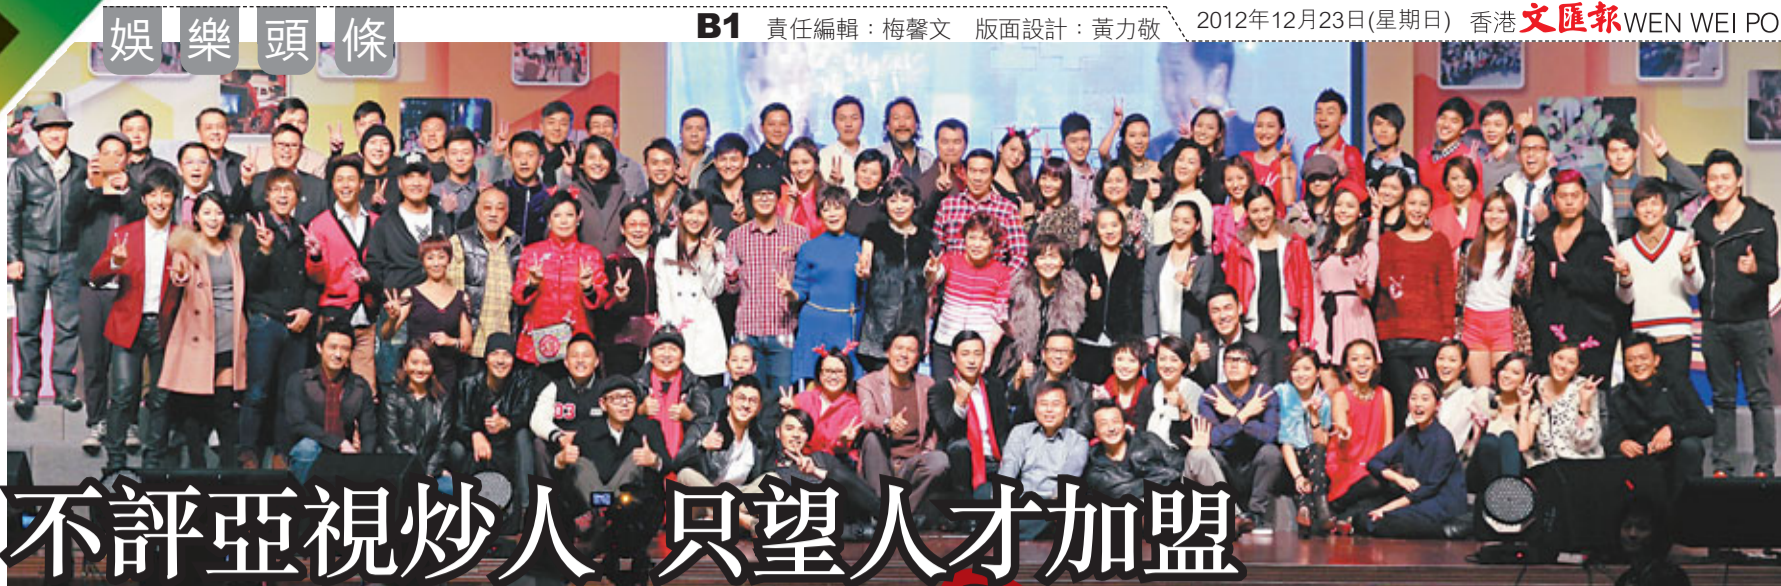 娛樂頭條
B1 責任編輯：梅馨文 版面設計：黃力敬 2012年12月23日(星期日) 香港文匯報WEN WEI PO
不評亞視炒人 只望人才加盟